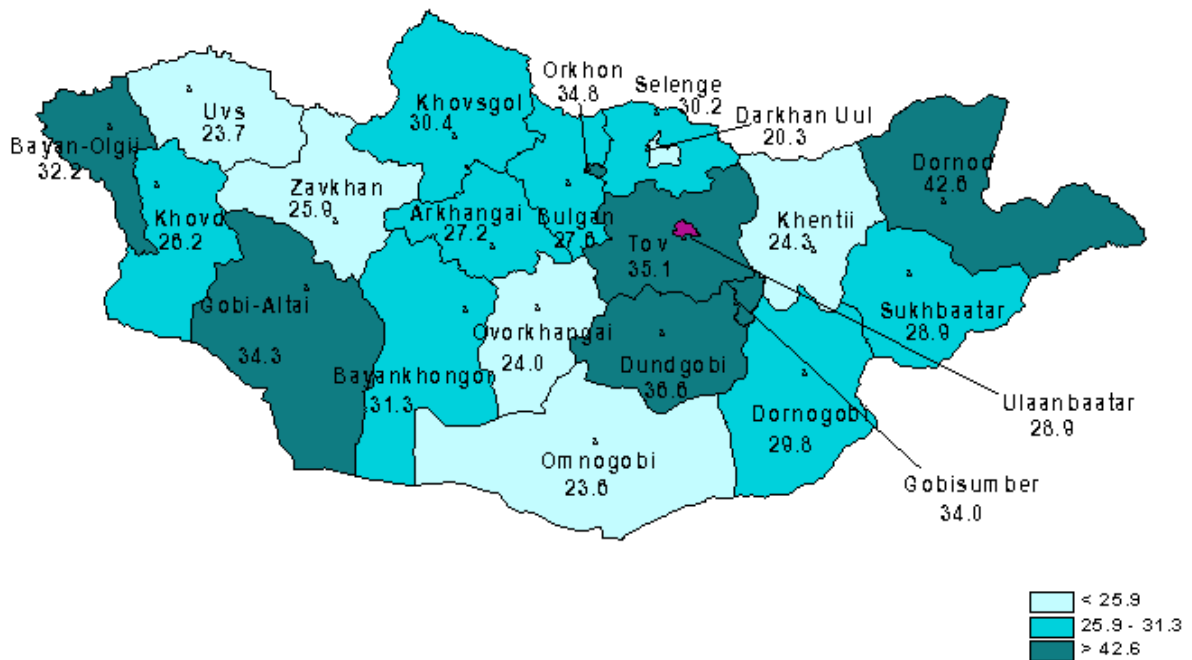 Orkhon
34.8
Selenge
30.2
Darkhan Uul
20.3
Uvs
23.7
Khovsgol
30.4
Bayan-Olgii
32.2
Dornod
42.6
Zavkhan
25.9
Khovd
26.2
Arkhangai
27.2
Bulgan
27.6
Khentii
24.3
Tov
35.1
Gobi-Altai
34.3
Sukhbaatar
28.9
Ovorkhangai
24.0
Dundgobi
36.6
Bayankhongor
31.3
Dornogobi
29.8
Ulaanbaatar
28.9
Omnogobi
23.6
Gobisumber
34.0
< 25.9
25.9 - 31.3
> 42.6